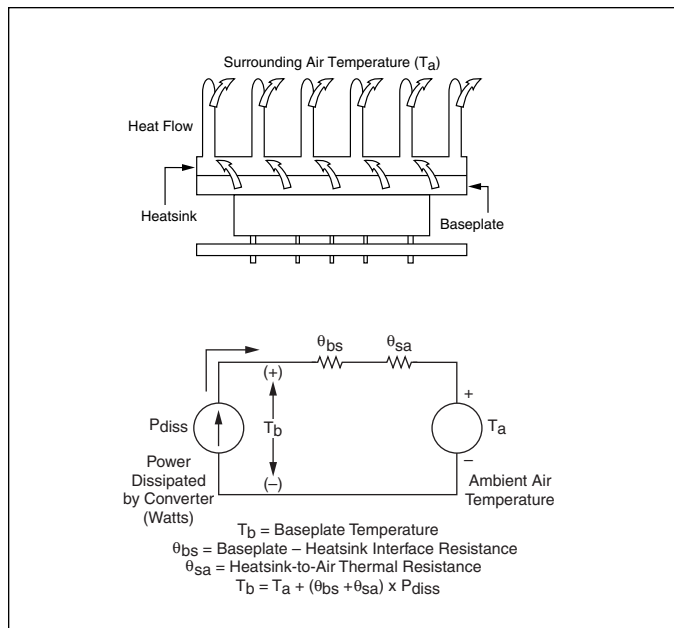 Surrounding Air Temperature (Ta)
Heat Flow
Heatsink
Baseplate
θbs
θsa
(+)
Pdiss
Tb
+
Ta
–
(–)
Power
Dissipated
by Converter
(Watts)
Ambient Air
Temperature
Tb = Baseplate Temperature
θbs = Baseplate – Heatsink Interface Resistance
θsa = Heatsink-to-Air Thermal Resistance
Tb = Ta + (θbs +θsa) x Pdiss